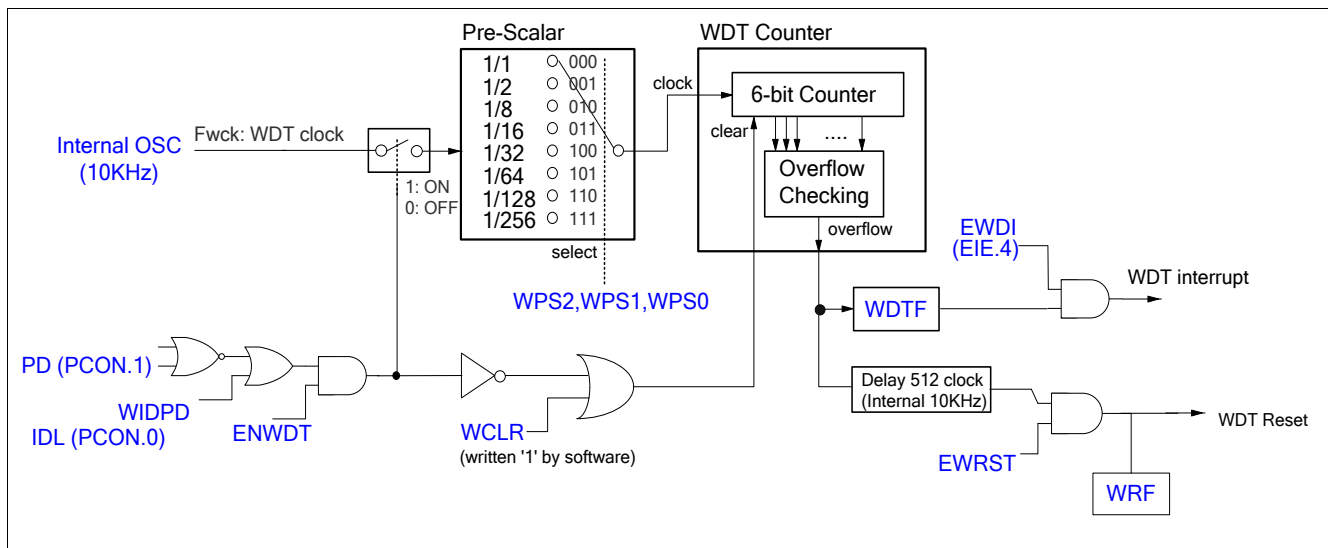 Pre-Scalar
WDT Counter
1/1 000
1/2 001
1/8 010
1/16 011
1/32 100
1/64 101
1/128 110
1/256 111
clock
6-bit Counter
clear
....
Overflow
Checking
overflow
Fwck: WDT clock
Internal OSC
(10KHz)
1: ON
0: OFF
select
WPS2,WPS1,WPS0
EWDI
(EIE.4)
WDT interrupt
WDTF
PD (PCON.1)
WIDPD
IDL (PCON.0)
ENWDT
WCLR
(written '1' by software)
Delay 512 clock
(Internal 10KHz)
EWRST
WDT Reset
WRF